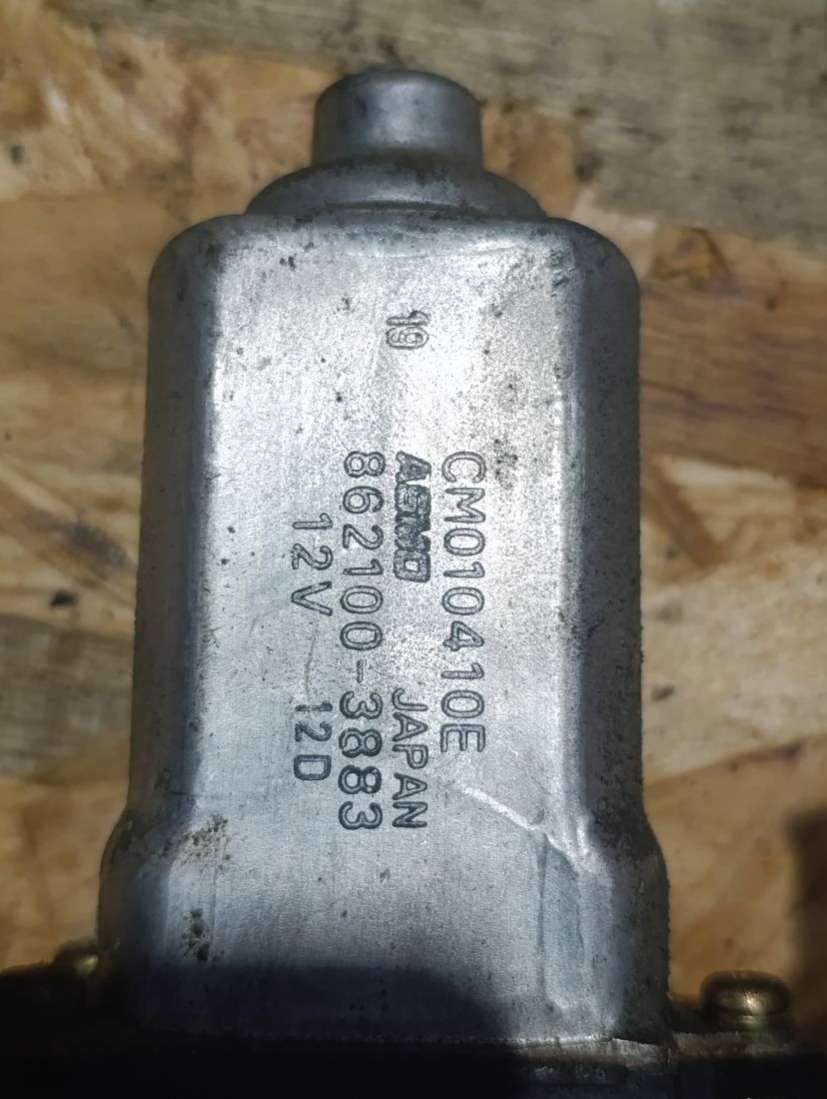 19
CM010410E
ASMO JAPAN
862100-3883
12V 12D